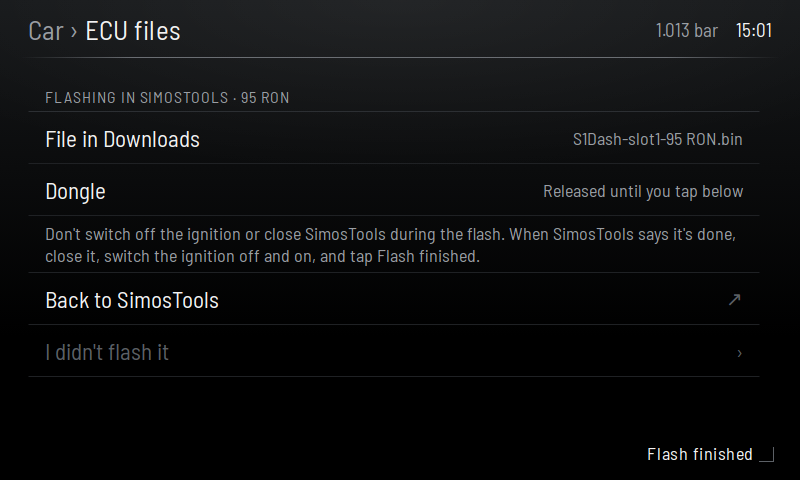 Car › ECU files
1.013 bar 15:01
FLASHING IN SIMOSTOOLS · 95 RON
File in Downloads S1Dash-slot1-95 RON.bin
Dongle Released until you tap below
Don't switch off the ignition or close SimosTools during the flash. When SimosTools says it's done,
close it, switch the ignition off and on, and tap Flash finished.
Back to SimosTools ↗
I didn't flash it ›
Flash finished